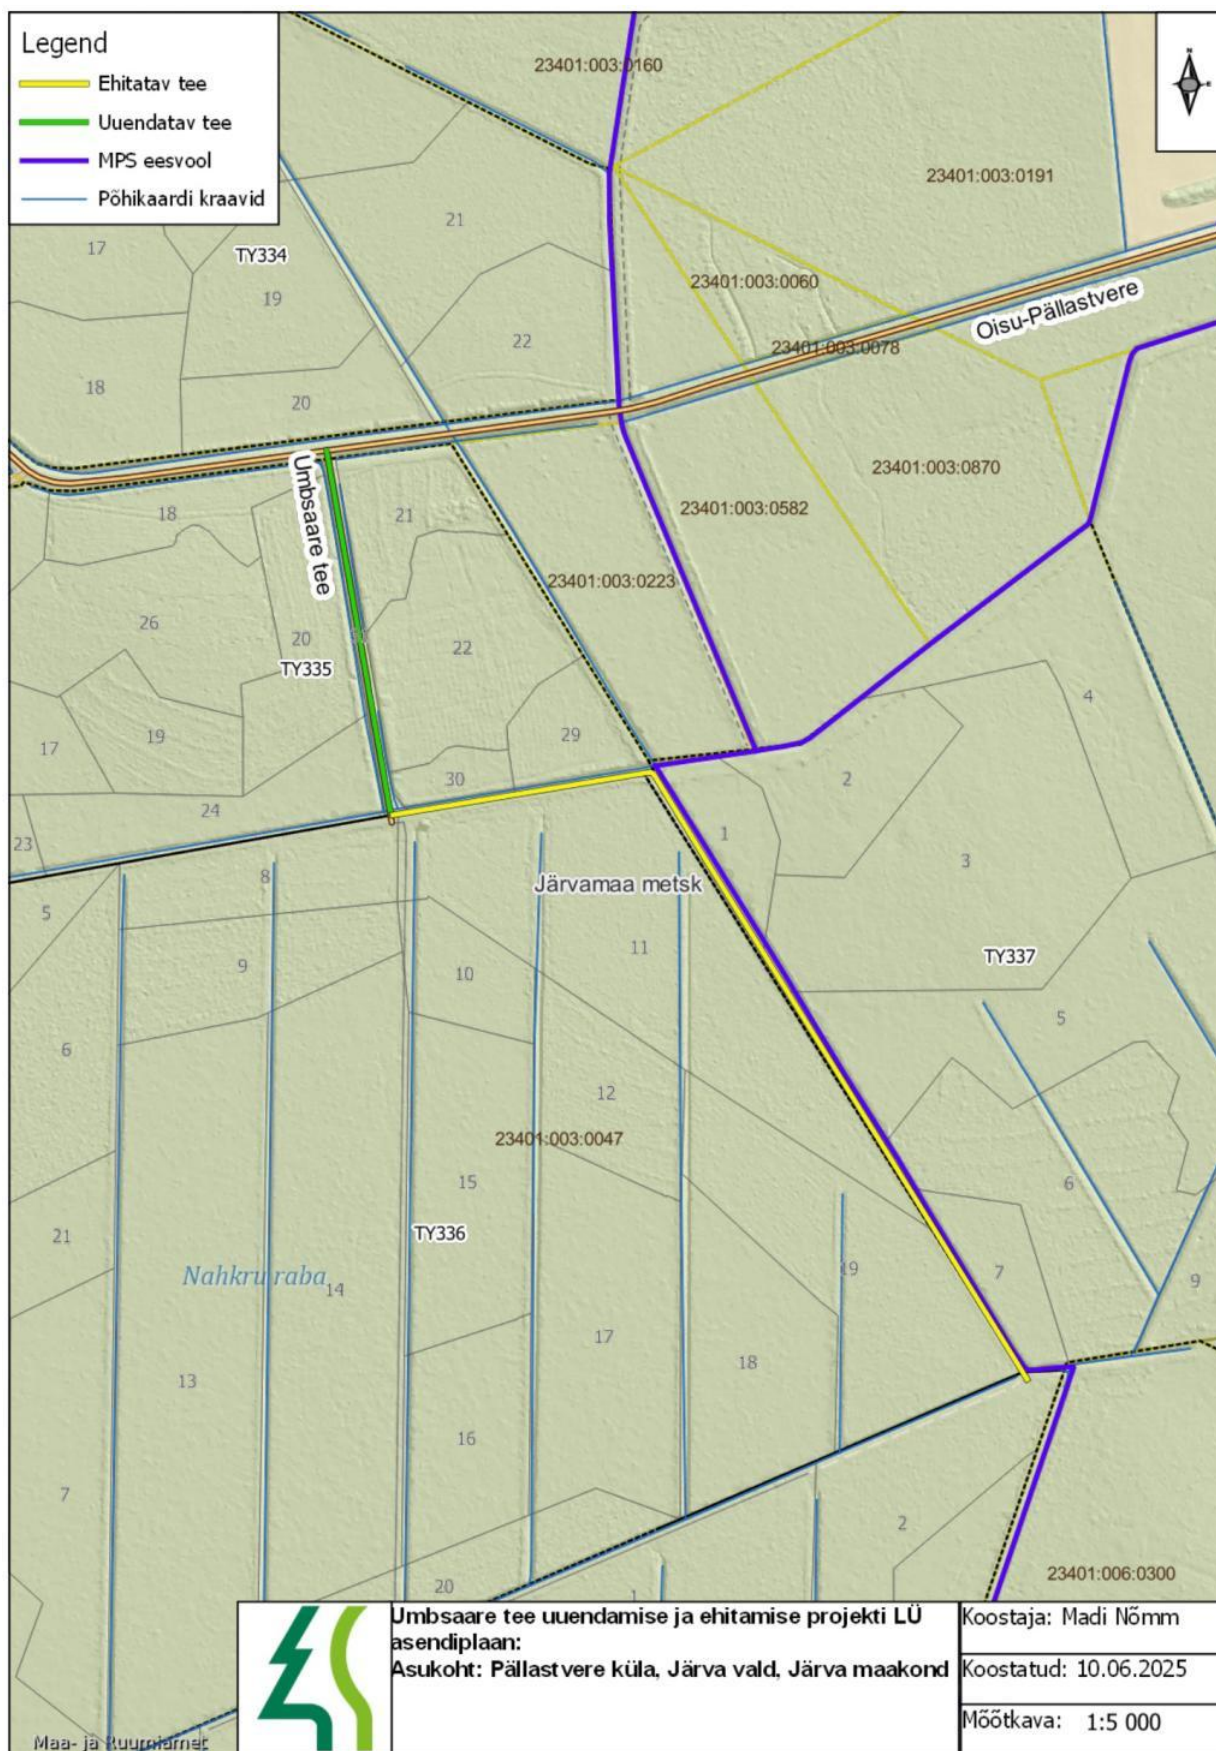 Legend
Ehitatav tee
Uuendatav tee
MPS eesvool
Põhikaardi kraavid
N
E
23401:003:0160
23401:003:0191
21
17
TY334
19
23401:003:0060
Oisu-Pällastvere
22
23401:003:0078
18
20
23401:003:0870
Umbsaare tee
23401:003:0582
18
21
23401:003:0223
26
20
22
TY335
4
19
17
29
30
2
24
23
1
3
8
Järvamaa metsk
5
11
TY337
9
10
5
6
12
23401:003:0047
15
6
21
TY336
Nahkru raba
14
19
7
9
17
18
13
16
7
2
23401:006:0300
20
1
Umbsaare tee uuendamise ja ehitamise projekti LÜ
asendiplaan:
Asukoht: Pällastvere küla, Järva vald, Järva maakond
Koostaja: Madi Nõmm
Koostatud: 10.06.2025
Mõõtkava: 1:5 000
Maa- ja Ruumiamet